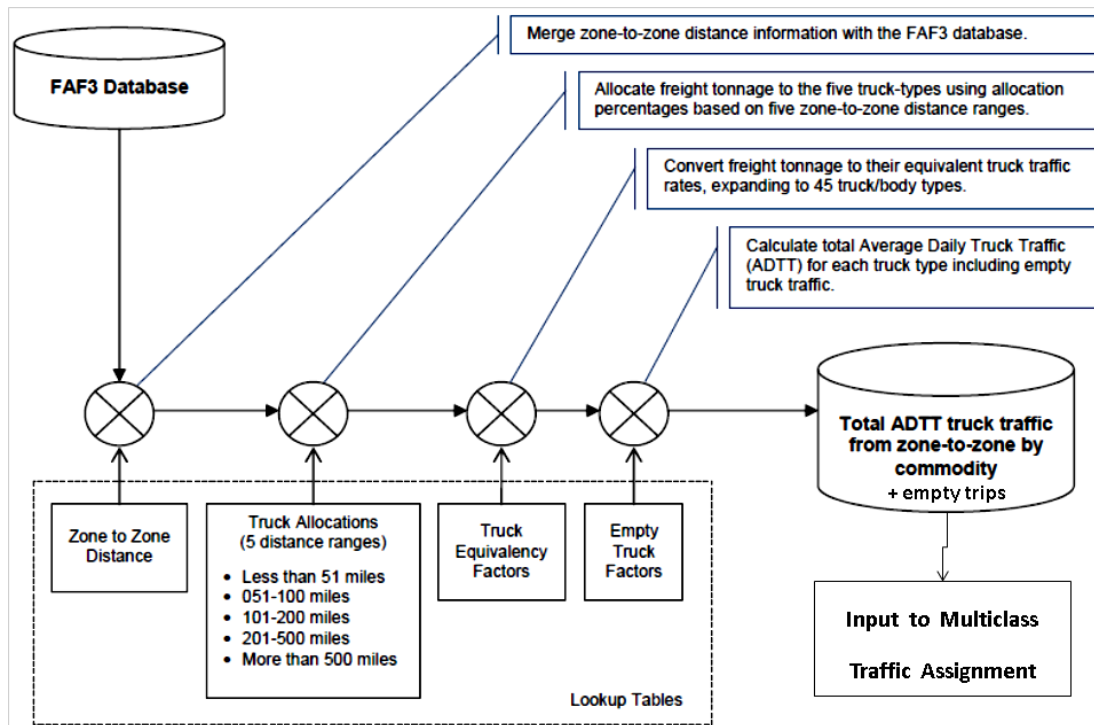 FAF3 Database
Merge zone-to-zone distance information with the FAF3 database.
Allocate freight tonnage to the five truck-types using allocation
percentages based on five zone-to-zone distance ranges.
Convert freight tonnage to their equivalent truck traffic
rates, expanding to 45 truck/body types.
Calculate total Average Daily Truck Traffic
(ADTT) for each truck type including empty
truck traffic.
Total ADTT truck traffic
from zone-to-zone by
commodity
+ empty trips
Zone to Zone
Distance
Truck Allocations
(5 distance ranges)
• Less than 51 miles
• 051-100 miles
• 101-200 miles
• 201-500 miles
• More than 500 miles
Truck
Equivalency
Factors
Empty
Truck
Factors
Lookup Tables
Input to Multiclass
Traffic Assignment